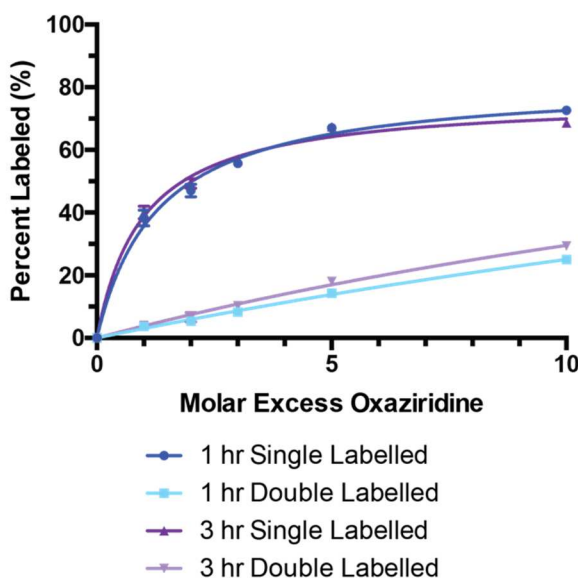 100
80
60
40
20
0
Percent Labeled (%)
0 5 10
Molar Excess Oxaziridine
1 hr Single Labelled
1 hr Double Labelled
3 hr Single Labelled
3 hr Double Labelled